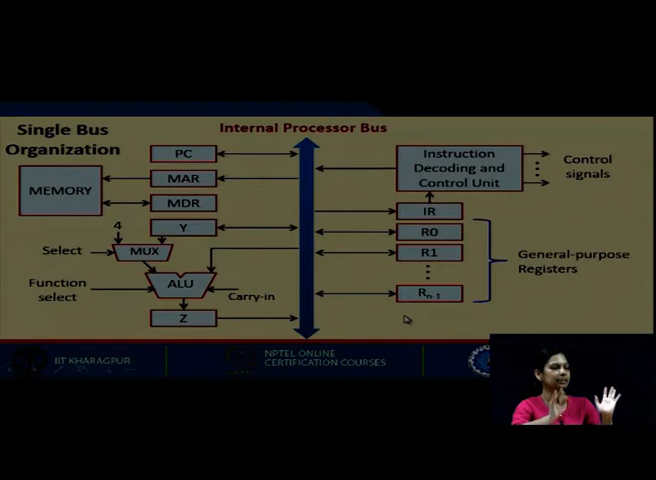 Single Bus
Organization
Internal Processor Bus
PC
MAR
MDR
Y
MEMORY
4
Select
MUX
Function
select
ALU
Carry-in
Z
Instruction
Decoding and
Control Unit
Control
signals
IR
R0
R1
Rn-1
General-purpose
Registers
IIT KHARAGPUR
NPTEL ONLINE
CERTIFICATION COURSES